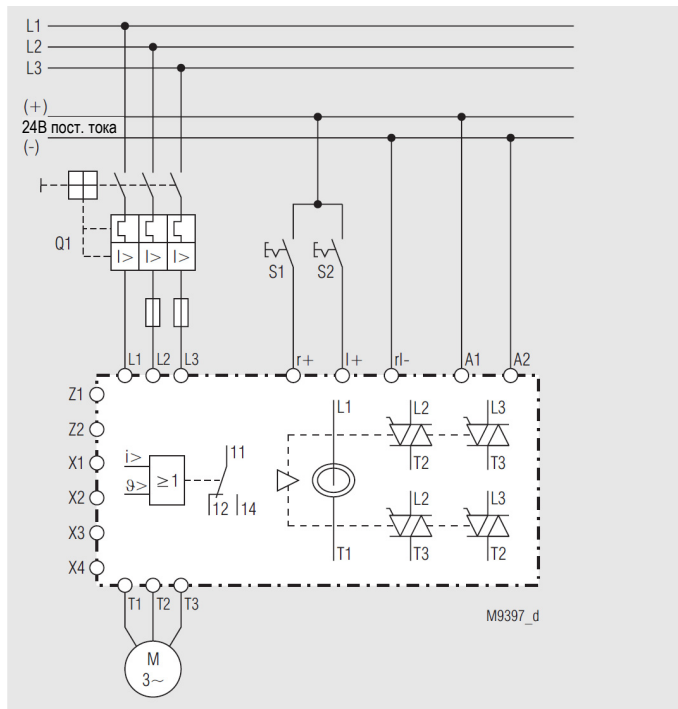 L1
L2
L3
(+)
24В пост. тока
(-)
Q1
I> I> I>
S1 S2
L1 L2 L3 r+ l+ rl- A1 A2
Z1
Z2
X1
X2
X3
X4
i>
ϑ>
≥1
11
12 14
L1 L2 L3
T2 T3
L2 L3
T1 T3 T2
T1 T2 T3
M
3~
M9397_d